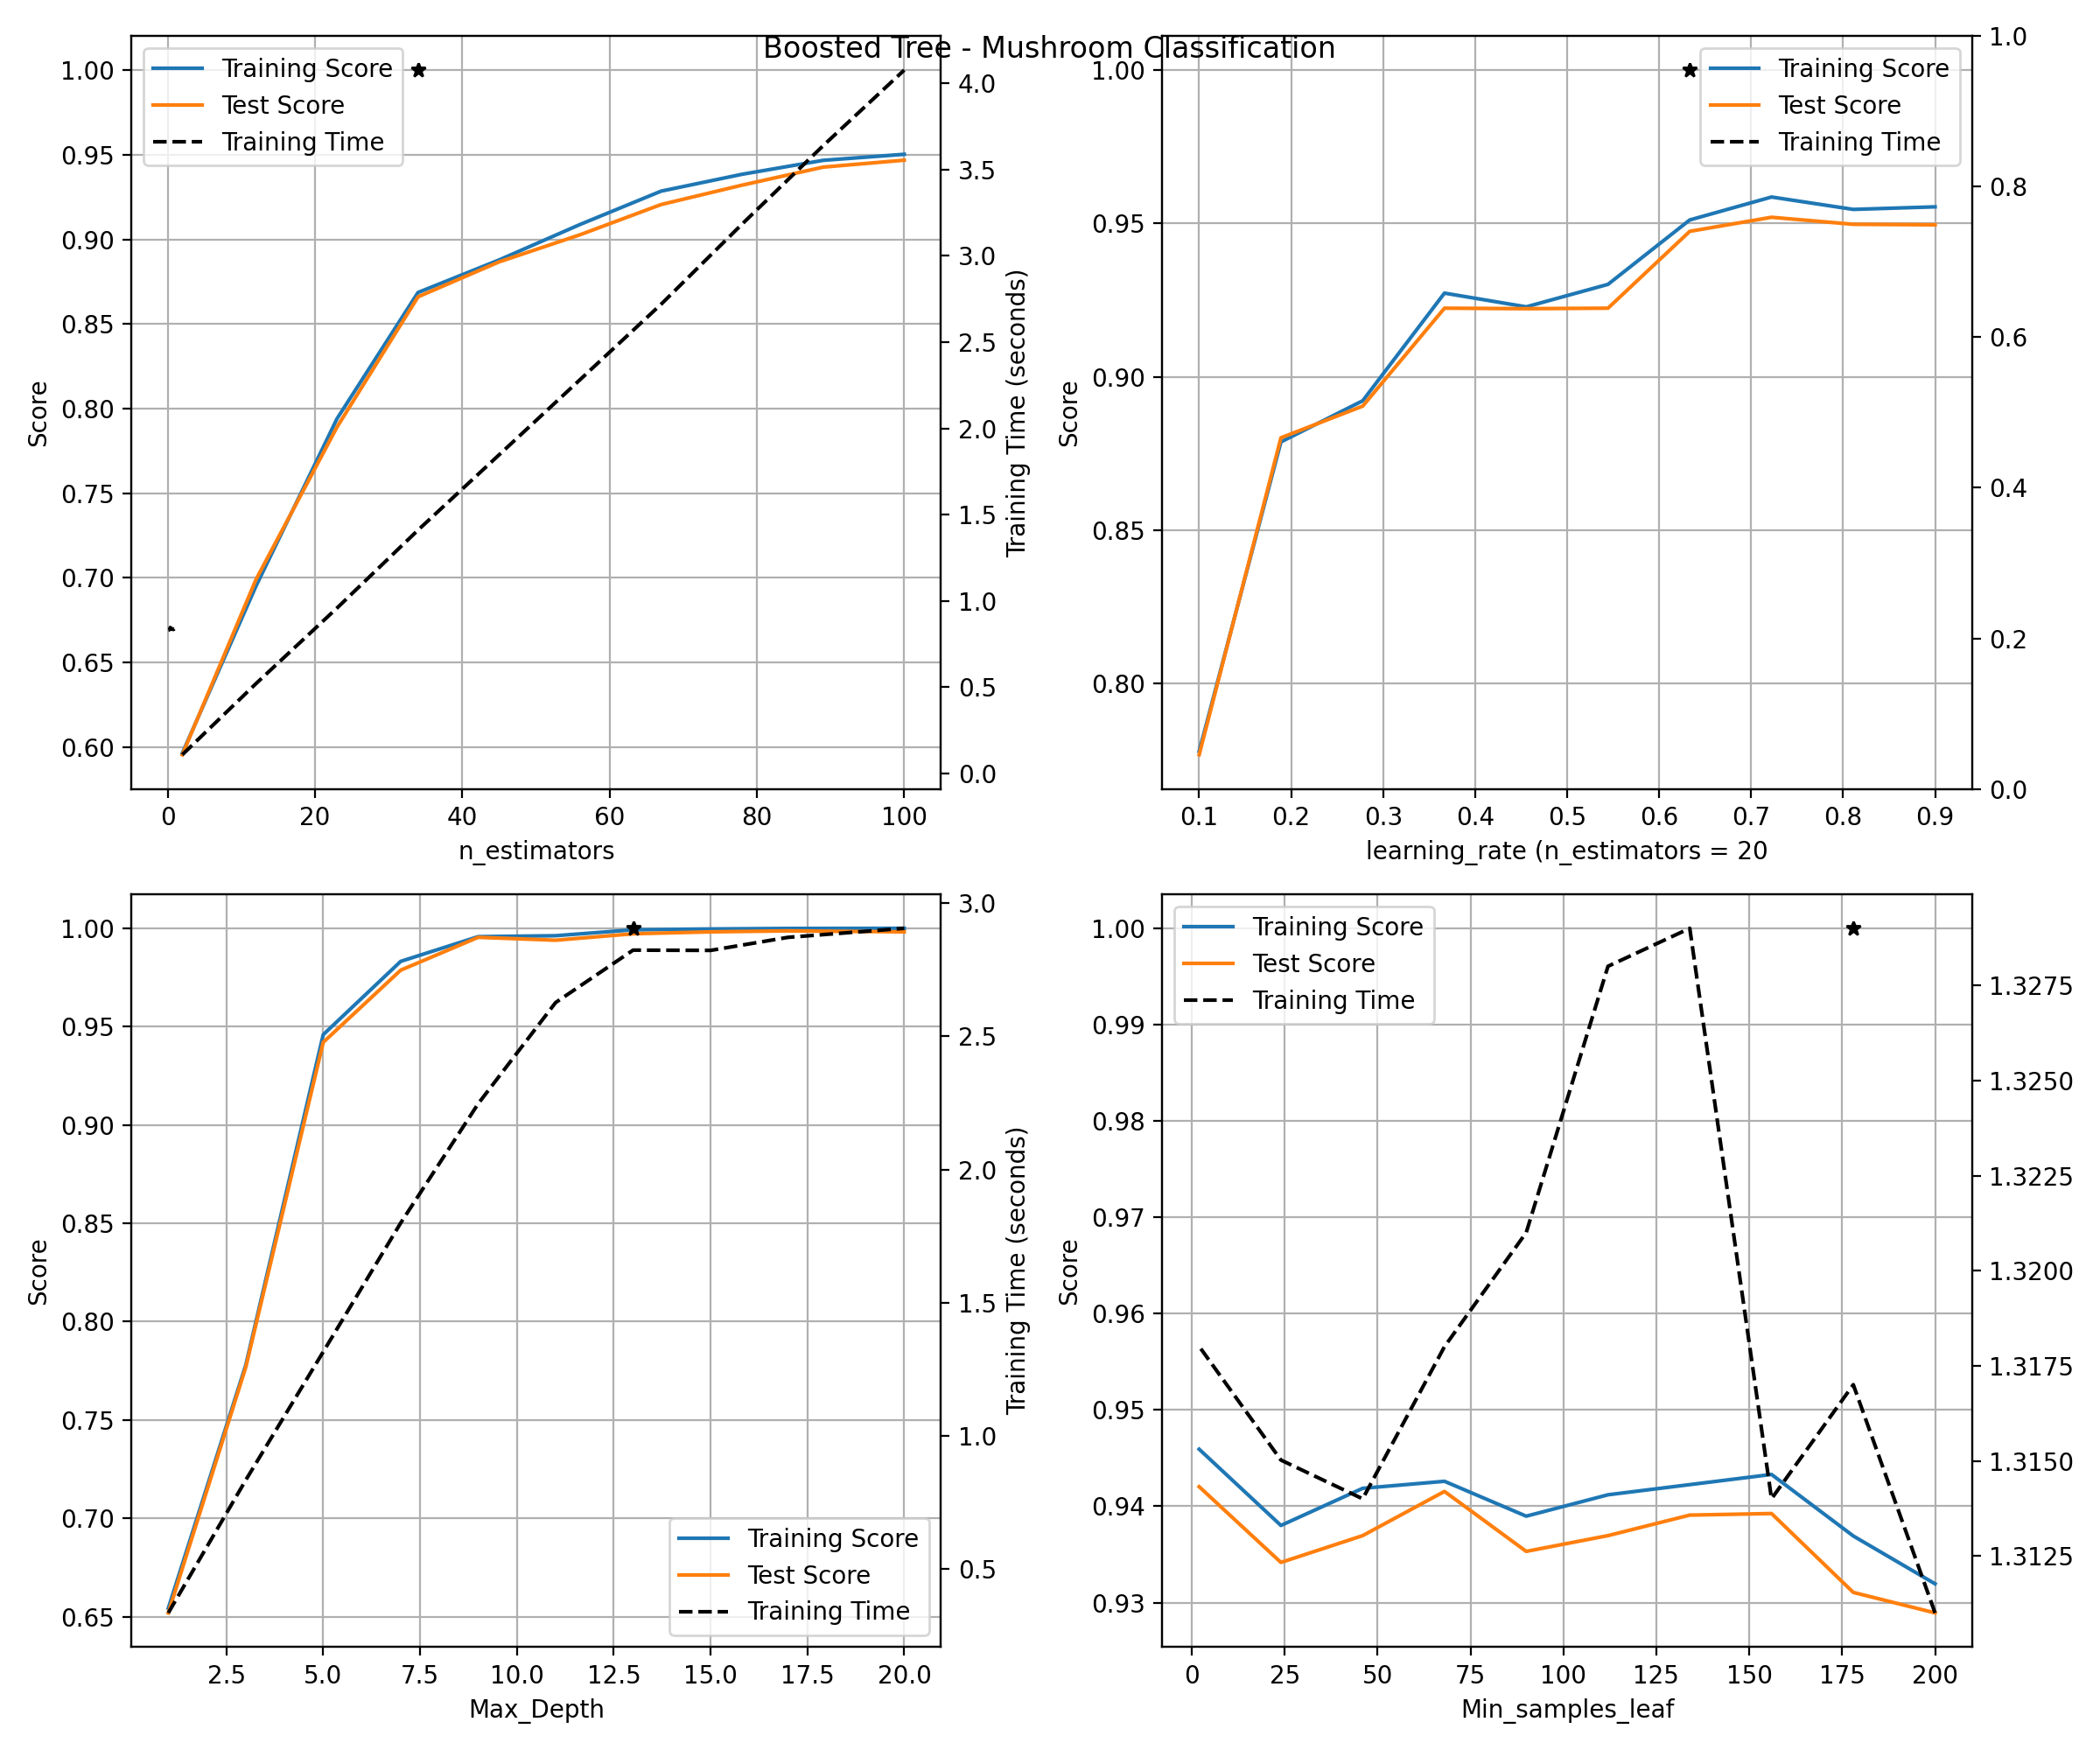 Boosted Tree - Mushroom Classification
Training Score
Test Score
Training Time
1.00
0.95
0.90
0.85
0.80
0.75
0.70
0.65
0.60
Score
0 20 40 60 80 100
n_estimators
4.0
3.5
3.0
2.5
2.0
1.5
1.0
0.5
0.0
Training Time (seconds)
Training Score
Test Score
Training Time
1.00
0.95
0.90
0.85
0.80
Score
0.1 0.2 0.3 0.4 0.5 0.6 0.7 0.8 0.9
learning_rate (n_estimators = 20
1.0
0.8
0.6
0.4
0.2
0.0
1.00
0.95
0.90
0.85
0.80
0.75
0.70
0.65
Score
Training Score
Test Score
Training Time
2.5 5.0 7.5 10.0 12.5 15.0 17.5 20.0
Max_Depth
3.0
2.5
2.0
1.5
1.0
0.5
Training Time (seconds)
Training Score
Test Score
Training Time
1.00
0.99
0.98
0.97
0.96
0.95
0.94
0.93
Score
0 25 50 75 100 125 150 175 200
Min_samples_leaf
1.3275
1.3250
1.3225
1.3200
1.3175
1.3150
1.3125